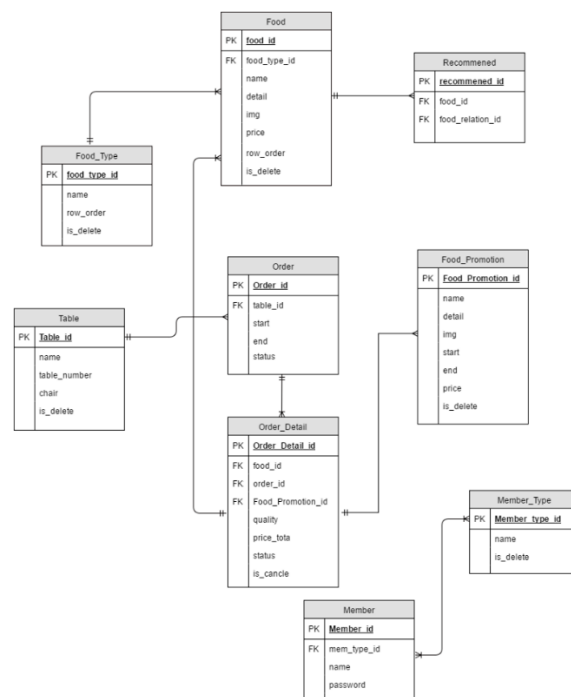 Food
PK food_id
FK food_type_id
name
detail
img
price
row_order
is_delete
Recommened
PK recommened_id
FK food_id
FK food_relation_id
Food_Type
PK food_type_id
name
row_order
is_delete
Order
PK Order_id
FK table_id
start
end
status
Food_Promotion
PK Food_Promotion_id
name
detail
img
start
end
price
is_delete
Table
PK Table_id
name
table_number
chair
is_delete
Order_Detail
PK Order_Detail_id
FK food_id
FK order_id
FK Food_Promotion_id
quality
price_tota
status
is_cancle
Member_Type
PK Member_type_id
name
is_delete
Member
PK Member_id
FK mem_type_id
name
password